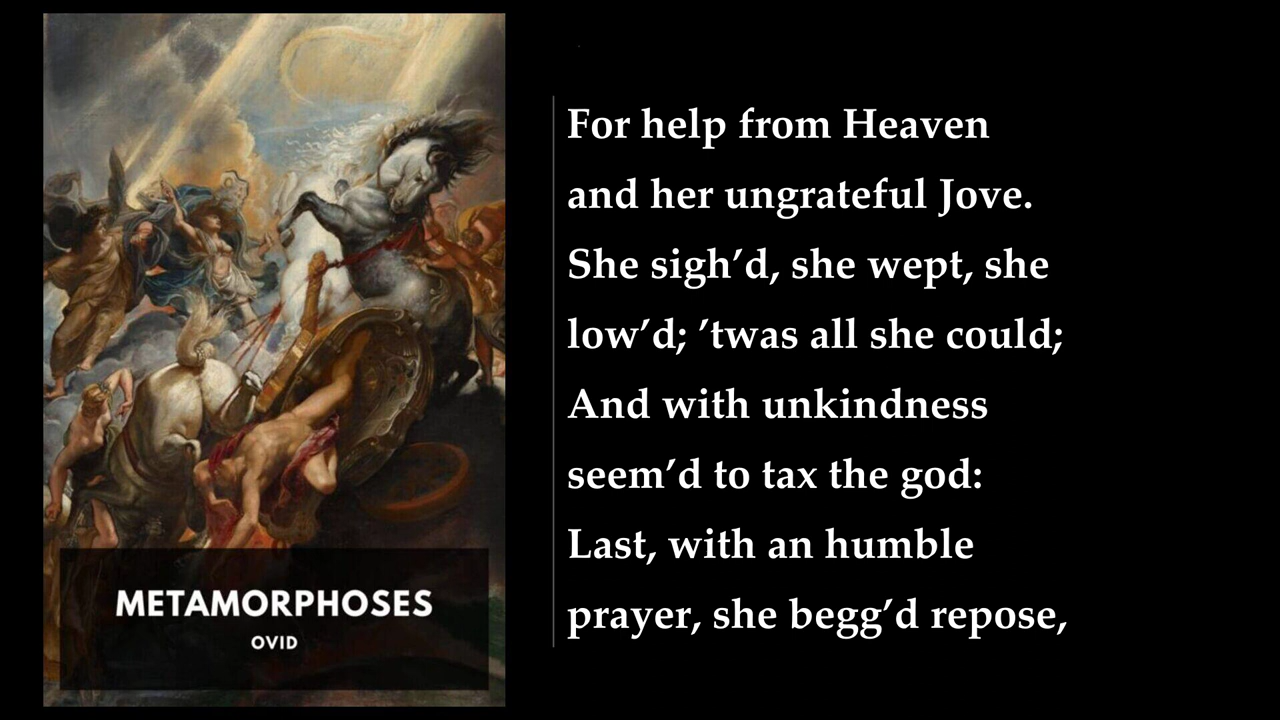 METAMORPHOSES
OVID
For help from Heaven
and her ungrateful Jove.
She sigh’d, she wept, she
low’d; ’twas all she could;
And with unkindness
seem’d to tax the god:
Last, with an humble
prayer, she begg’d repose,